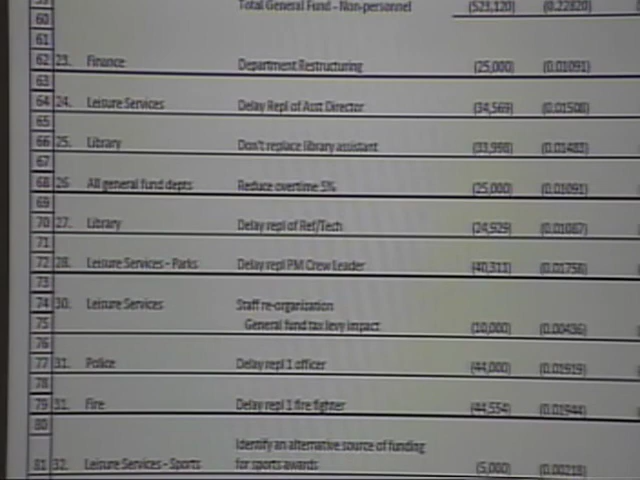 Total General Fund - Non-personnel (523,120) (0.22820)
60
61
62 23. Finance Department Restructuring (25,000) (0.01091)
63
64 24. Leisure Services Delay Repl of Asst Director (34,569) (0.01508)
65
66 25. Library Don't replace library assistant (33,998) (0.01483)
67
68 26 All general fund depts Reduce overtime 5% (25,000) (0.01091)
69
70 27. Library Delay repl of Ref/Tech (24,929) (0.01087)
71
72 28. Leisure Services - Parks Delay repl PM Crew Leader (40,311) (0.01758)
73
74 30. Leisure Services Staff re-organization
75 General fund tax levy impact (10,000) (0.00436)
76
77 31. Police Delay repl 1 officer (44,000) (0.01919)
78
79 31. Fire Delay repl 1 fire fighter (44,554) (0.01944)
80
Identify an alternative source of funding
81 32. Leisure Services - Sports for sports awards (5,000) (0.00218)